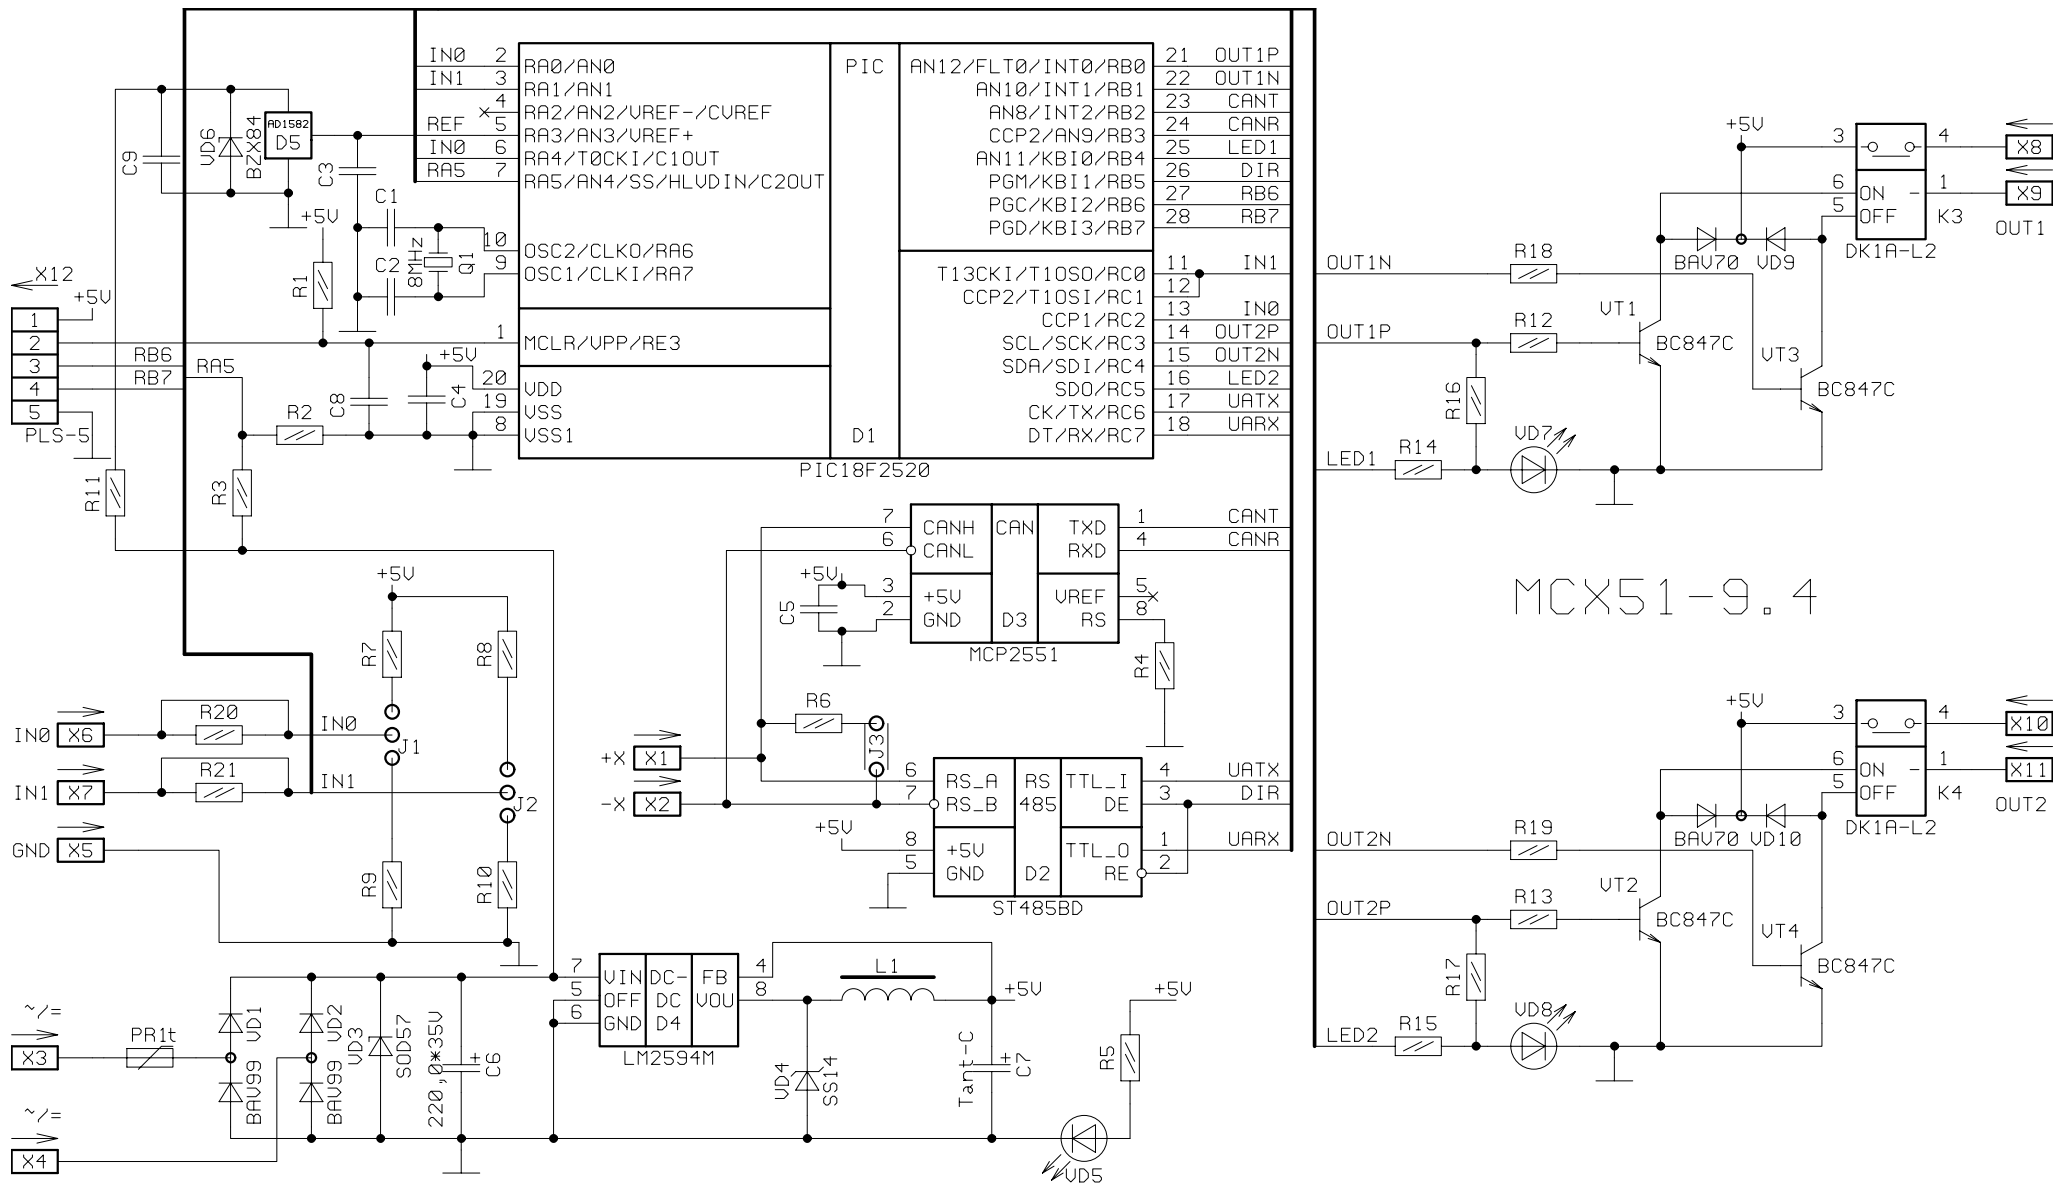 IN0 2 RA0/AN0
IN1 3 RA1/AN1
4 RA2/AN2/VREF-/CVREF
REF 5 RA3/AN3/VREF+
IN0 6 RA4/T0CKI/C1OUT
RA5 7 RA5/AN4/SS/HLVDIN/C2OUT
10 OSC2/CLKO/RA6
9 OSC1/CLKI/RA7
1 MCLR/VPP/RE3
20 VDD
19 VSS
8 VSS1
PIC
D1
PIC18F2520
AN12/FLT0/INT0/RB0 21 OUT1P
AN10/INT1/RB1 22 OUT1N
AN8/INT2/RB2 23 CANT
CCP2/AN9/RB3 24 CANR
AN11/KBI0/RB4 25 LED1
PGM/KBI1/RB5 26 DIR
PGC/KBI2/RB6 27 RB6
PGD/KBI3/RB7 28 RB7
T13CKI/T1OSO/RC0 11 IN1
CCP2/T1OSI/RC1 12
CCP1/RC2 13 IN0
SCL/SCK/RC3 14 OUT2P
SDA/SDI/RC4 15 OUT2N
SDO/RC5 16 LED2
CK/TX/RC6 17 UATX
DT/RX/RC7 18 UARX
C9
VD6
BZX84
AD1582
D5
C3
C1
C2
8MHz
Q1
+5V
R1
X12
+5V
1
2
3
4
5
PLS-5
RB6
RB7
RA5
R2
C8
C4
+5V
R11
R3
+5V
R7
R8
IN0 X6
R20
IN0
J1
IN1 X7
R21
IN1
J2
GND X5
R9
R10
7 CANH
6 CANL
CAN
TXD 1 CANT
RXD 4 CANR
+5V
C5
3 +5V
2 GND
D3
VREF 5
RS 8
MCP2551
R4
R6
J3
+X X1
-X X2
6 RS_A
7 RS_B
RS
485
TTL_I 4 UATX
DE 3 DIR
+5V
8 +5V
5 GND
D2
TTL_O 1 UARX
RE 2
ST485BD
~/=
X3
PR1t
~/=
X4
VD1
BAV99
VD2
BAV99
VD3
SOD57
220,0*35V
+
C6
7 VIN
5 OFF
6 GND
DC-
DC
D4
FB 4
VOU 8
LM2594M
L1
+5V
VD4
SS14
Tant-C
+
C7
+5V
R5
VD5
+5V
3
4
X8
6 ON
5 OFF
-
1
X9
K3
OUT1
DK1A-L2
BAV70 VD9
OUT1N
R18
OUT1P
R12
VT1
BC847C
VT3
BC847C
R16
VD7
LED1
R14
MCX51-9.4
+5V
3
4
X10
6 ON
5 OFF
-
1
X11
K4
OUT2
DK1A-L2
BAV70 VD10
OUT2N
R19
OUT2P
R13
VT2
BC847C
VT4
BC847C
R17
VD8
LED2
R15